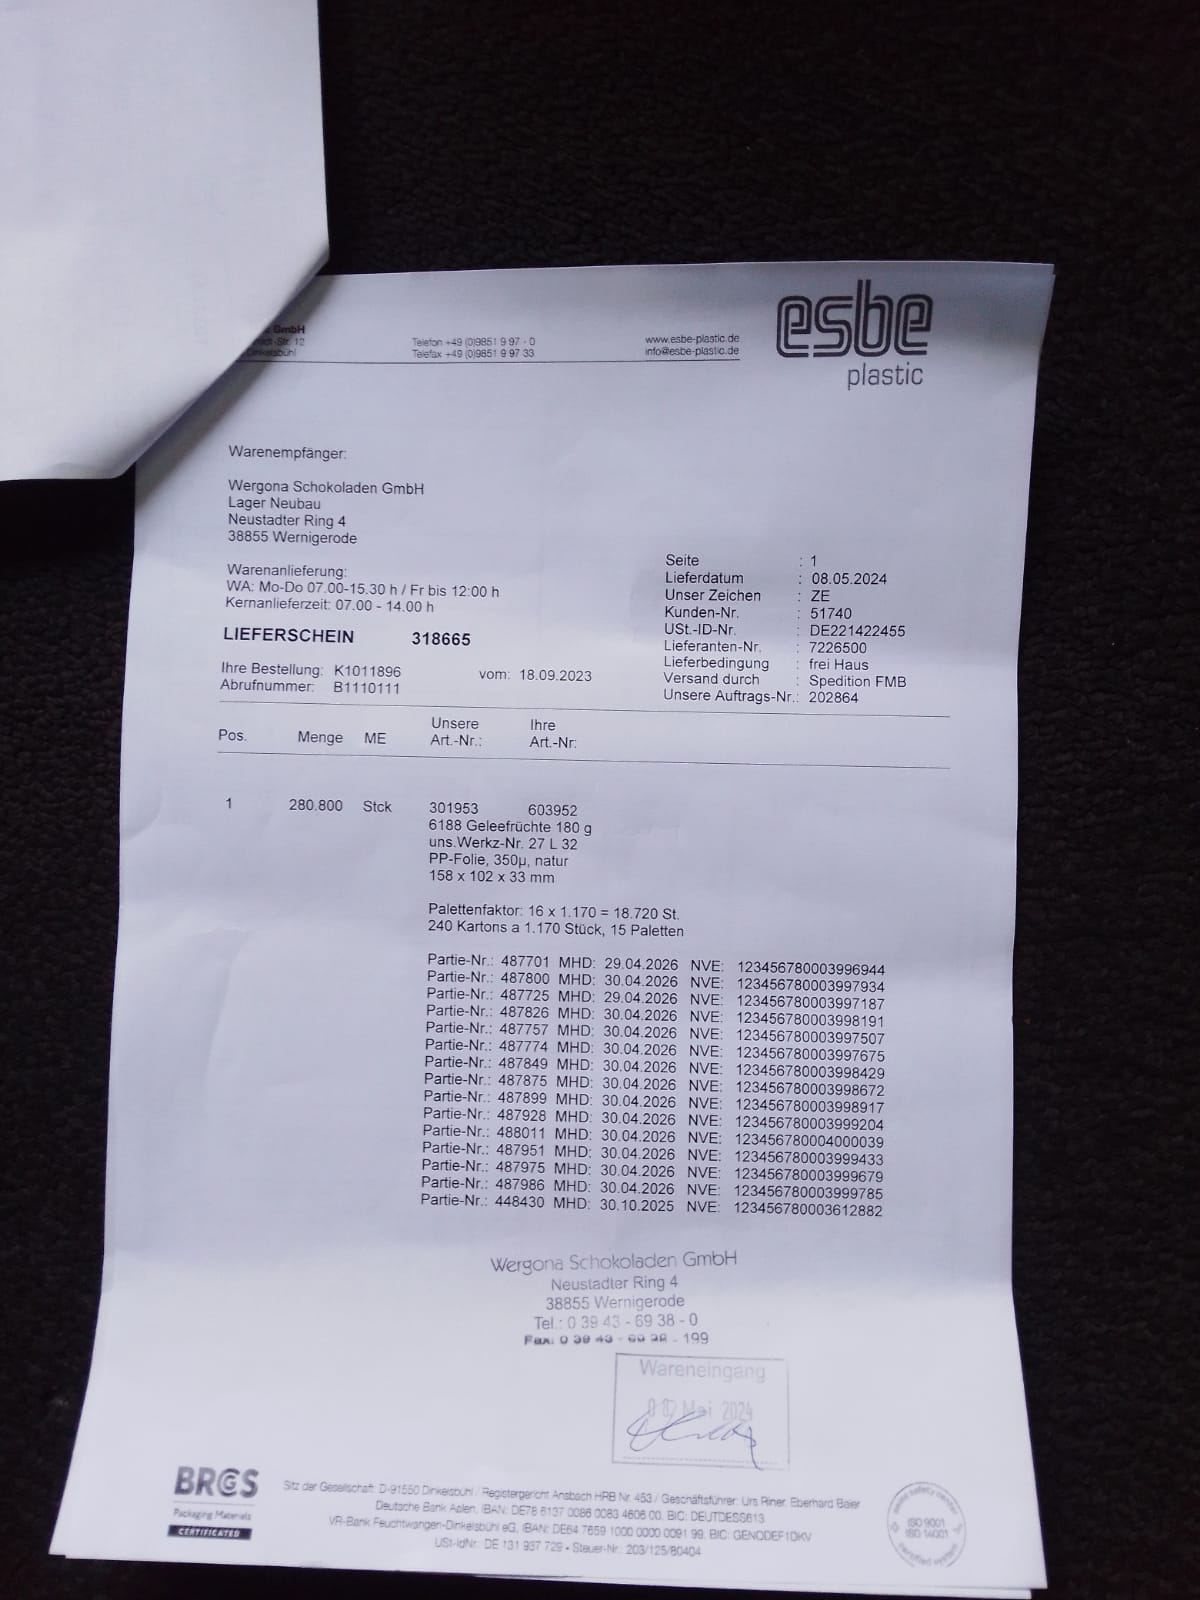 GmbH
Str. 12
Dinkelsbühl
Telefon +49 (0)9851 9 97 - 0
Telefax +49 (0)9851 9 97 33
www.esbe-plastic.de
info@esbe-plastic.de
esbe
plastic
Warenempfänger:
Wergona Schokoladen GmbH
Lager Neubau
Neustadter Ring 4
38855 Wernigerode
Warenanlieferung:
WA: Mo-Do 07.00-15.30 h / Fr bis 12:00 h
Kernanlieferzeit: 07.00 - 14.00 h
Seite : 1
Lieferdatum : 08.05.2024
Unser Zeichen : ZE
Kunden-Nr. : 51740
USt.-ID-Nr. : DE221422455
Lieferanten-Nr. : 7226500
Lieferbedingung : frei Haus
Versand durch : Spedition FMB
Unsere Auftrags-Nr.: 202864
LIEFERSCHEIN 318665
Ihre Bestellung: K1011896 vom: 18.09.2023
Abrufnummer: B1110111
Pos. Menge ME Unsere Art.-Nr.: Ihre Art.-Nr:
1 280.800 Stck 301953 603952
6188 Geleefrüchte 180 g
uns.Werkz-Nr. 27 L 32
PP-Folie, 350µ, natur
158 x 102 x 33 mm
Palettenfaktor: 16 x 1.170 = 18.720 St.
240 Kartons a 1.170 Stück, 15 Paletten
Partie-Nr.: 487701 MHD: 29.04.2026 NVE: 123456780003996944
Partie-Nr.: 487800 MHD: 30.04.2026 NVE: 123456780003997934
Partie-Nr.: 487725 MHD: 29.04.2026 NVE: 123456780003997187
Partie-Nr.: 487826 MHD: 30.04.2026 NVE: 123456780003998191
Partie-Nr.: 487757 MHD: 30.04.2026 NVE: 123456780003997507
Partie-Nr.: 487774 MHD: 30.04.2026 NVE: 123456780003997675
Partie-Nr.: 487849 MHD: 30.04.2026 NVE: 123456780003998429
Partie-Nr.: 487875 MHD: 30.04.2026 NVE: 123456780003998672
Partie-Nr.: 487899 MHD: 30.04.2026 NVE: 123456780003998917
Partie-Nr.: 487928 MHD: 30.04.2026 NVE: 123456780003999204
Partie-Nr.: 488011 MHD: 30.04.2026 NVE: 123456780004000039
Partie-Nr.: 487951 MHD: 30.04.2026 NVE: 123456780003999433
Partie-Nr.: 487975 MHD: 30.04.2026 NVE: 123456780003999679
Partie-Nr.: 487986 MHD: 30.04.2026 NVE: 123456780003999785
Partie-Nr.: 448430 MHD: 30.10.2025 NVE: 123456780003612882
Wergona Schokoladen GmbH
Neustadter Ring 4
38855 Wernigerode
Tel.: 0 39 43 - 69 38 - 0
Fax: 0 39 43 - 69 38 - 199
Wareneingang
Mai 2024
BRCGS
Packaging Materials
CERTIFICATED
Sitz der Gesellschaft: D-91550 Dinkelsbühl / Registergericht Ansbach HRB Nr. 453 / Geschäftsführer: Urs Riner, Eberhard Baier
Deutsche Bank Aalen, IBAN: DE78 6137 0086 0083 4606 00, BIC: DEUTDESS613
VR-Bank Feuchtwangen-Dinkelsbühl eG, IBAN: DE64 7659 1000 0000 0091 99, BIC: GENODEF1DKV
USt-IdNr. DE 131 937 729 • Steuer-Nr. 203/125/80404
ISO 9001
ISO 14001
certified system